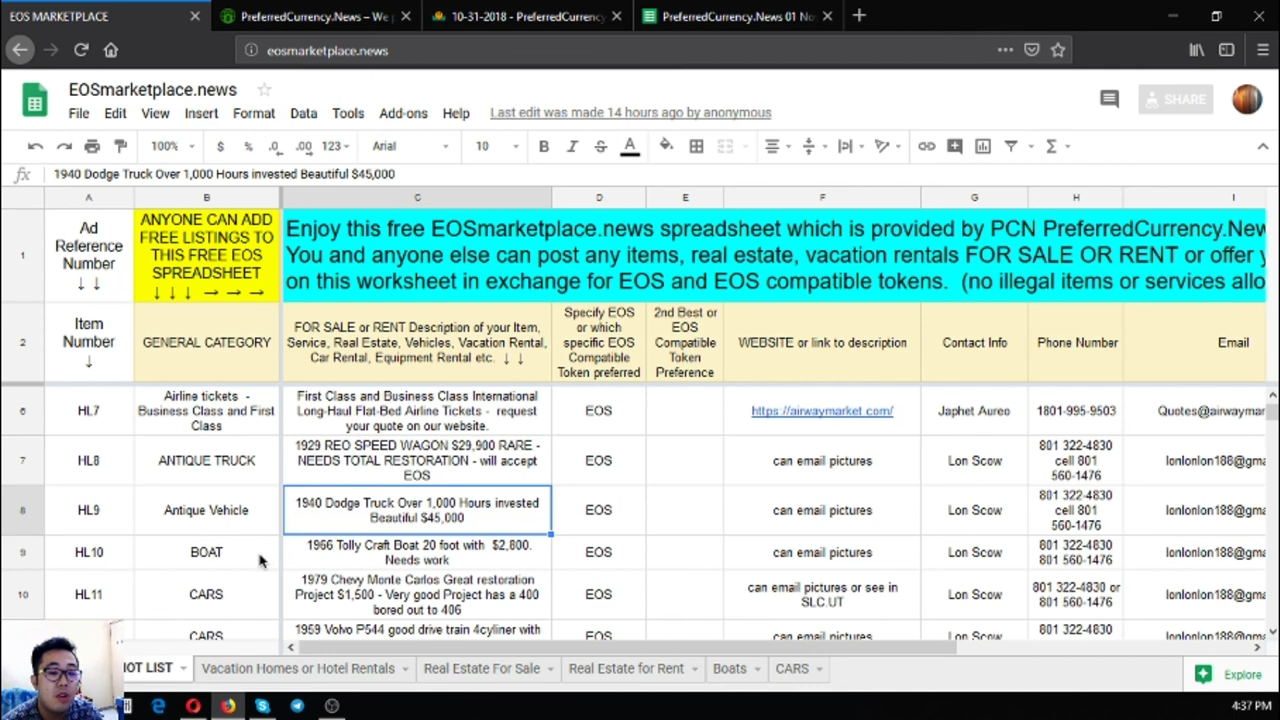 EOS MARKETPLACE
PreferredCurrency.News – We
10-31-2018 - PreferredCurrency
PreferredCurrency.News 01 No
eosmarketplace.news
EOSmarketplace.news
File Edit View Insert Format Data Tools Add-ons Help Last edit was made 14 hours ago by anonymous
SHARE
100% $ % .0 .00 123 Arial 10 B I S A
fx 1940 Dodge Truck Over 1,000 Hours invested Beautiful $45,000
A B C D E F G H I
1
Ad
Reference
Number
↓ ↓
ANYONE CAN ADD
FREE LISTINGS TO
THIS FREE EOS
SPREADSHEET
↓ ↓ ↓ → → →
Enjoy this free EOSmarketplace.news spreadsheet which is provided by PCN PreferredCurrency.New
You and anyone else can post any items, real estate, vacation rentals FOR SALE OR RENT or offer
on this worksheet in exchange for EOS and EOS compatible tokens. (no illegal items or services allo
2
Item
Number
↓
GENERAL CATEGORY
FOR SALE or RENT Description of your Item,
Service, Real Estate, Vehicles, Vacation Rental,
Car Rental, Equipment Rental etc. ↓ ↓
Specify EOS
or which
specific EOS
Compatible
Token preferred
2nd Best or
EOS
Compatible
Token
Preference
WEBSITE or link to description
Contact Info
Phone Number
Email
6
HL7
Airline tickets -
Business Class and First
Class
First Class and Business Class International
Long-Haul Flat-Bed Airline Tickets - request
your quote on our website.
EOS
https://airwaymarket.com/
Japhet Aureo
1801-995-9503
Quotes@airwaymar
7
HL8
ANTIQUE TRUCK
1929 REO SPEED WAGON $29,900 RARE -
NEEDS TOTAL RESTORATION - will accept
EOS
EOS
can email pictures
Lon Scow
801 322-4830
cell 801
560-1476
lonlonlon188@gma
8
HL9
Antique Vehicle
1940 Dodge Truck Over 1,000 Hours invested
Beautiful $45,000
EOS
can email pictures
Lon Scow
801 322-4830
cell 801
560-1476
lonlonlon188@gma
9
HL10
BOAT
1966 Tolly Craft Boat 20 foot with $2,800.
Needs work
EOS
can email pictures
Lon Scow
801 322-4830
801 560-1476
lonlonlon188@gma
10
HL11
CARS
1979 Chevy Monte Carlos Great restoration
Project $1,500 - Very good Project has a 400
bored out to 406
EOS
can email pictures or see in
SLC.UT
Lon Scow
801 322-4830 or
801 560-1476
lonlonlon188@gma
CARS
1959 Volvo P544 good drive train 4cyliner with
EOS
can email pictures
Lon Scow
801 322-4830
lonlonlon188@gma
HOT LIST Vacation Homes or Hotel Rentals Real Estate For Sale Real Estate for Rent Boats CARS Explore
4:37 PM